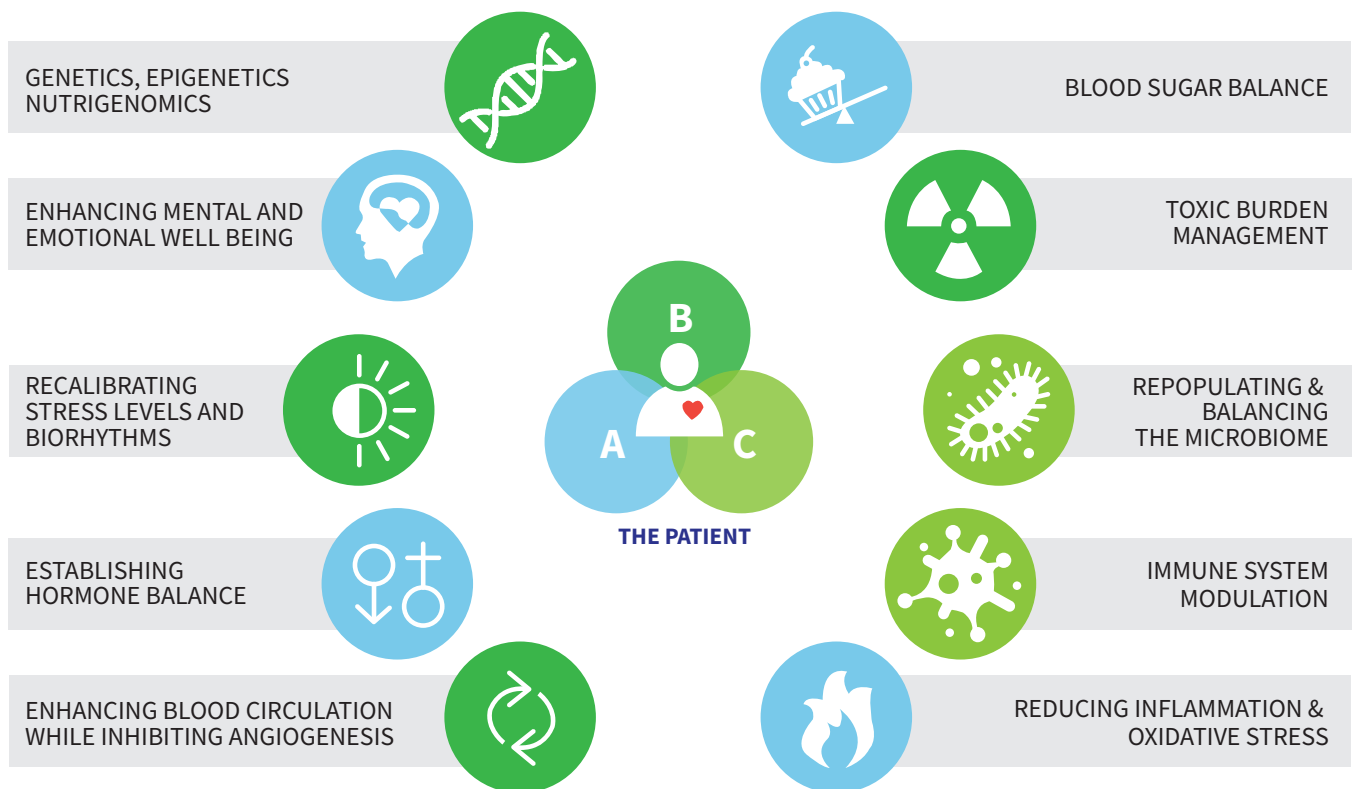 GENETICS, EPIGENETICS
NUTRIGENOMICS
BLOOD SUGAR BALANCE
ENHANCING MENTAL AND
EMOTIONAL WELL BEING
TOXIC BURDEN
MANAGEMENT
B
A
C
THE PATIENT
RECALIBRATING
STRESS LEVELS AND
BIORHYTHMS
REPOPULATING &
BALANCING
THE MICROBIOME
ESTABLISHING
HORMONE BALANCE
IMMUNE SYSTEM
MODULATION
ENHANCING BLOOD CIRCULATION
WHILE INHIBITING ANGIOGENESIS
REDUCING INFLAMMATION &
OXIDATIVE STRESS